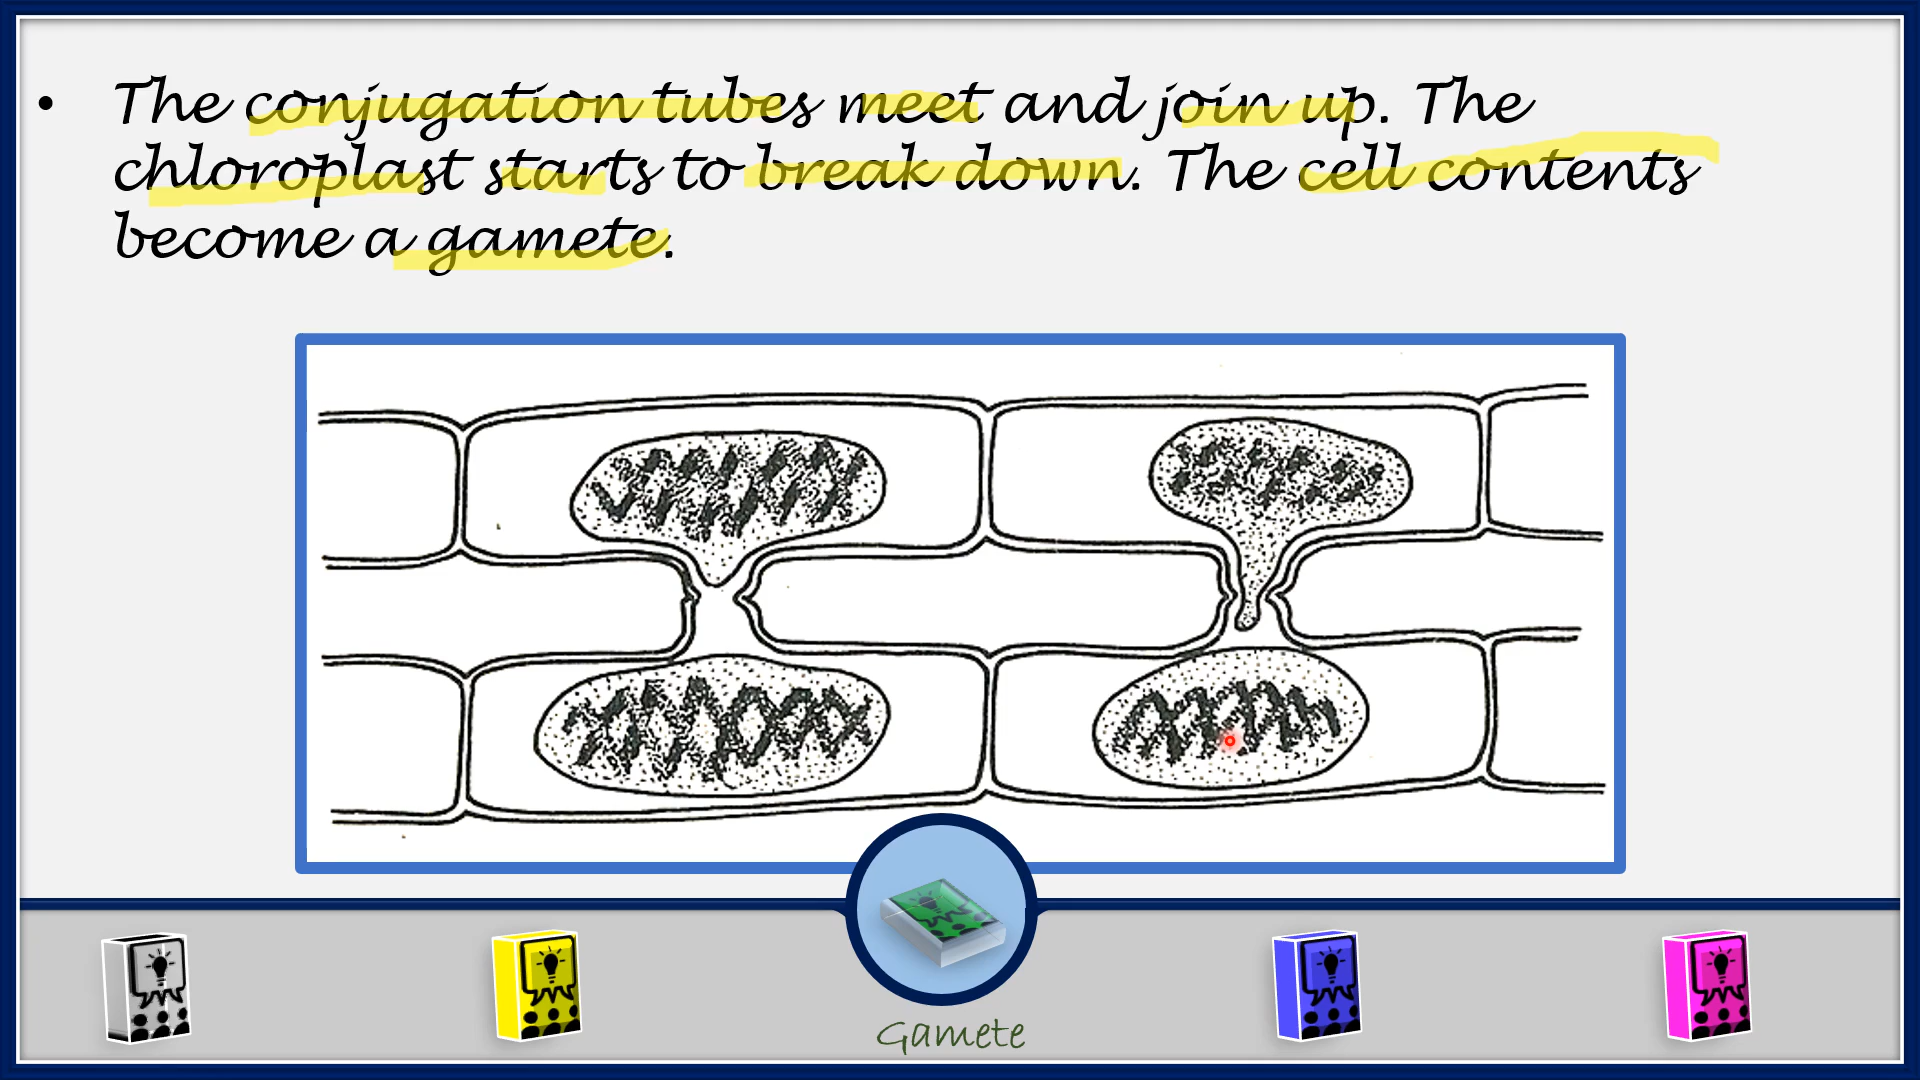 • The conjugation tubes meet and join up. The
chloroplast starts to break down. The cell contents
become a gamete.
Gamete